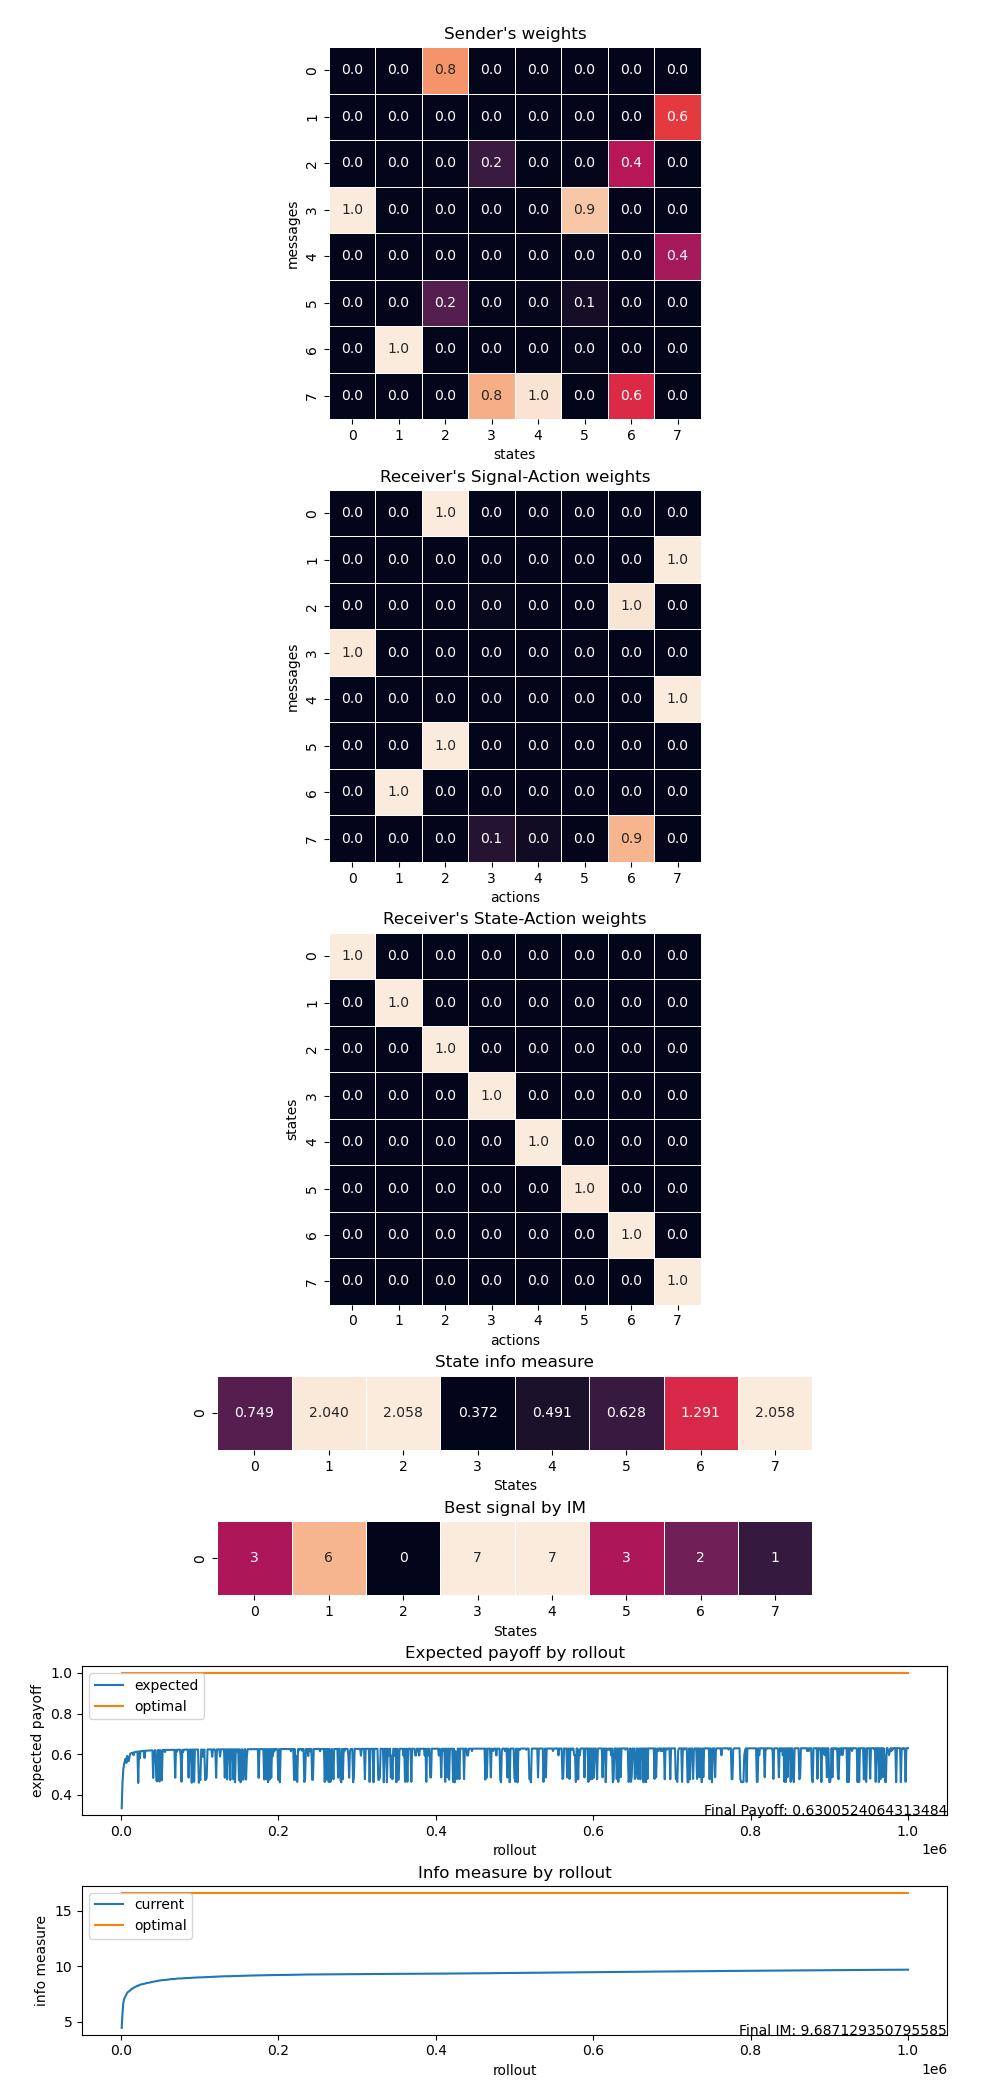 Sender's weights
0 0.0 0.0 0.8 0.0 0.0 0.0 0.0 0.0
1 0.0 0.0 0.0 0.0 0.0 0.0 0.0 0.6
2 0.0 0.0 0.0 0.2 0.0 0.0 0.4 0.0
3 1.0 0.0 0.0 0.0 0.0 0.9 0.0 0.0
4 0.0 0.0 0.0 0.0 0.0 0.0 0.0 0.4
5 0.0 0.0 0.2 0.0 0.0 0.1 0.0 0.0
6 0.0 1.0 0.0 0.0 0.0 0.0 0.0 0.0
7 0.0 0.0 0.0 0.8 1.0 0.0 0.6 0.0
messages
0 1 2 3 4 5 6 7
states
Receiver's Signal-Action weights
0 0.0 0.0 1.0 0.0 0.0 0.0 0.0 0.0
1 0.0 0.0 0.0 0.0 0.0 0.0 0.0 1.0
2 0.0 0.0 0.0 0.0 0.0 0.0 1.0 0.0
3 1.0 0.0 0.0 0.0 0.0 0.0 0.0 0.0
4 0.0 0.0 0.0 0.0 0.0 0.0 0.0 1.0
5 0.0 0.0 1.0 0.0 0.0 0.0 0.0 0.0
6 0.0 1.0 0.0 0.0 0.0 0.0 0.0 0.0
7 0.0 0.0 0.0 0.1 0.0 0.0 0.9 0.0
messages
0 1 2 3 4 5 6 7
actions
Receiver's State-Action weights
0 1.0 0.0 0.0 0.0 0.0 0.0 0.0 0.0
1 0.0 1.0 0.0 0.0 0.0 0.0 0.0 0.0
2 0.0 0.0 1.0 0.0 0.0 0.0 0.0 0.0
3 0.0 0.0 0.0 1.0 0.0 0.0 0.0 0.0
4 0.0 0.0 0.0 0.0 1.0 0.0 0.0 0.0
5 0.0 0.0 0.0 0.0 0.0 1.0 0.0 0.0
6 0.0 0.0 0.0 0.0 0.0 0.0 1.0 0.0
7 0.0 0.0 0.0 0.0 0.0 0.0 0.0 1.0
states
0 1 2 3 4 5 6 7
actions
State info measure
0 0.749 2.040 2.058 0.372 0.491 0.628 1.291 2.058
0 1 2 3 4 5 6 7
States
Best signal by IM
0 3 6 0 7 7 3 2 1
0 1 2 3 4 5 6 7
States
Expected payoff by rollout
expected payoff
1.0
0.8
0.6
0.4
expected
optimal
Final Payoff: 0.6300524064313484
0.0 0.2 0.4 0.6 0.8 1.0
1e6
rollout
Info measure by rollout
info measure
15
10
5
current
optimal
Final IM: 9.687129350795585
0.0 0.2 0.4 0.6 0.8 1.0
1e6
rollout